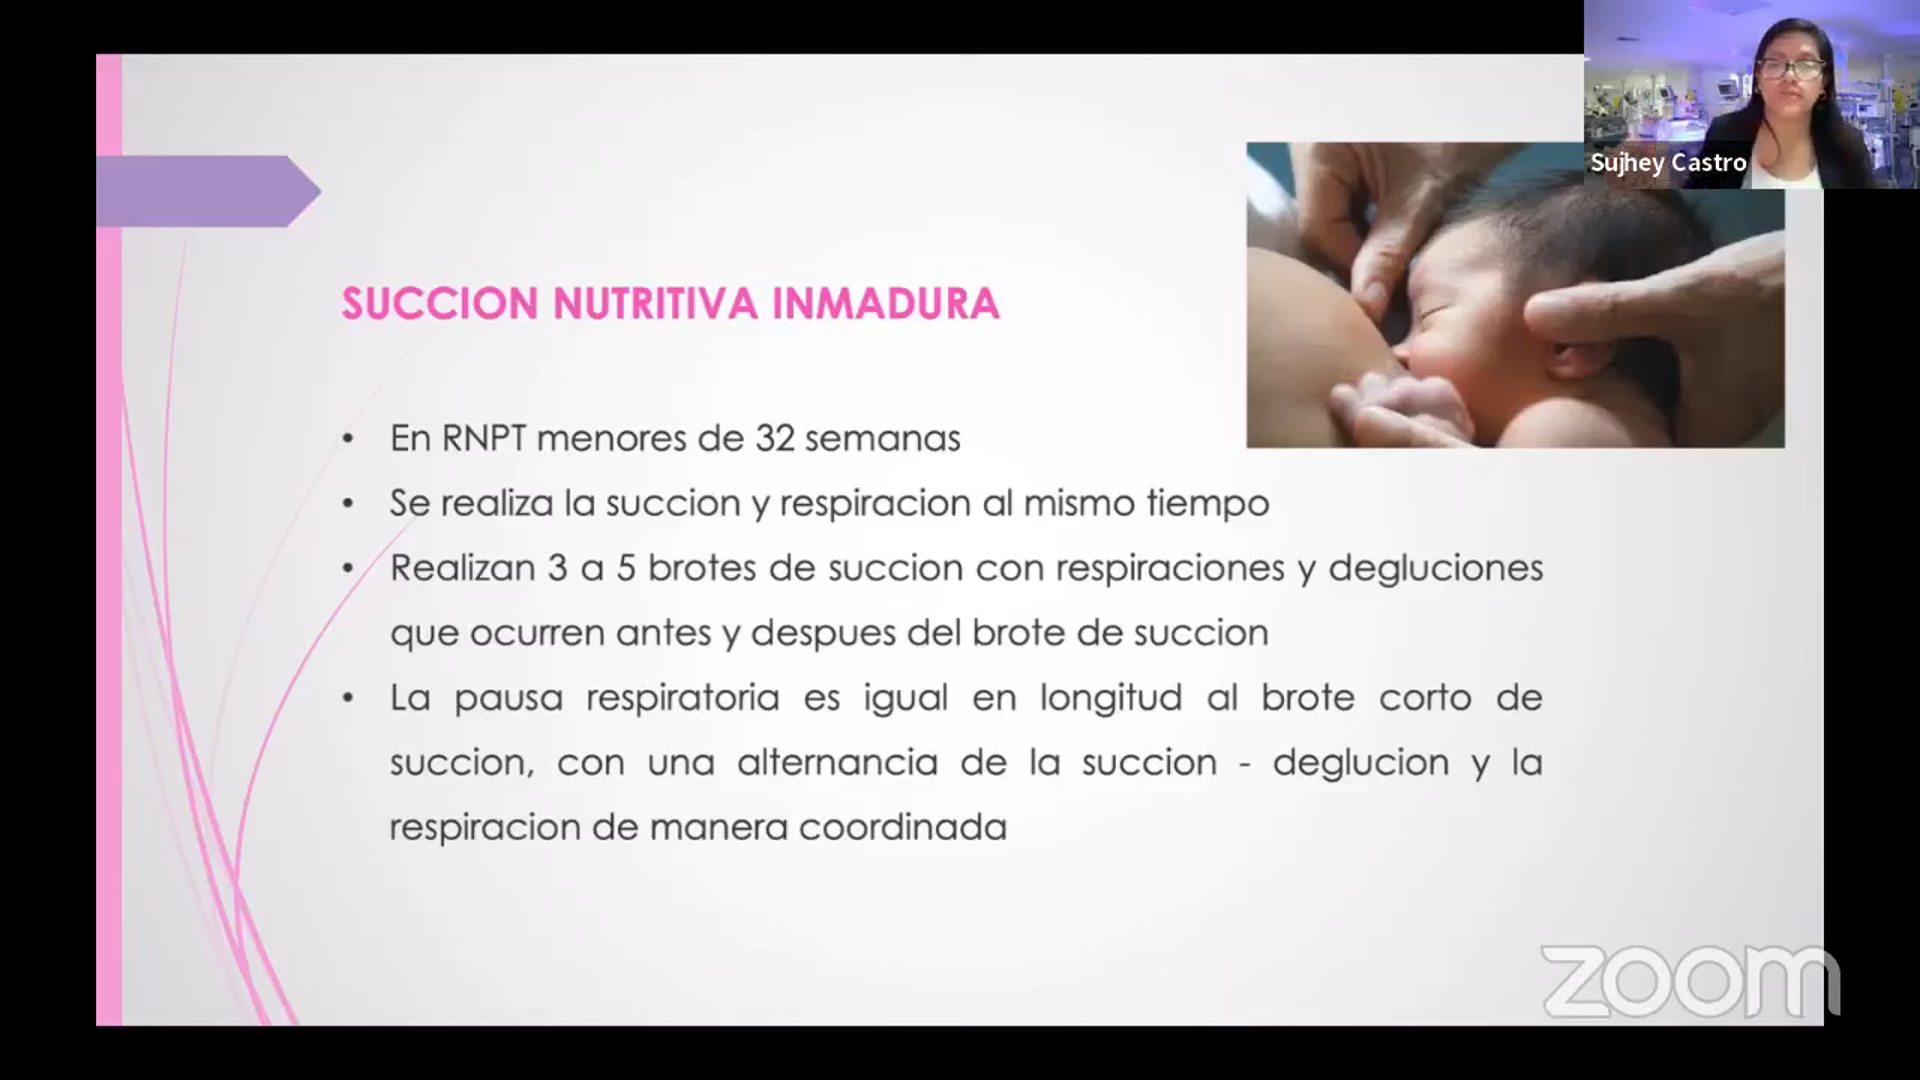 Sujhey Castro
SUCCION NUTRITIVA INMADURA
• En RNPT menores de 32 semanas
• Se realiza la succion y respiracion al mismo tiempo
• Realizan 3 a 5 brotes de succion con respiraciones y degluciones
que ocurren antes y despues del brote de succion
• La pausa respiratoria es igual en longitud al brote corto de
succion, con una alternancia de la succion - deglucion y la
respiracion de manera coordinada
zoom